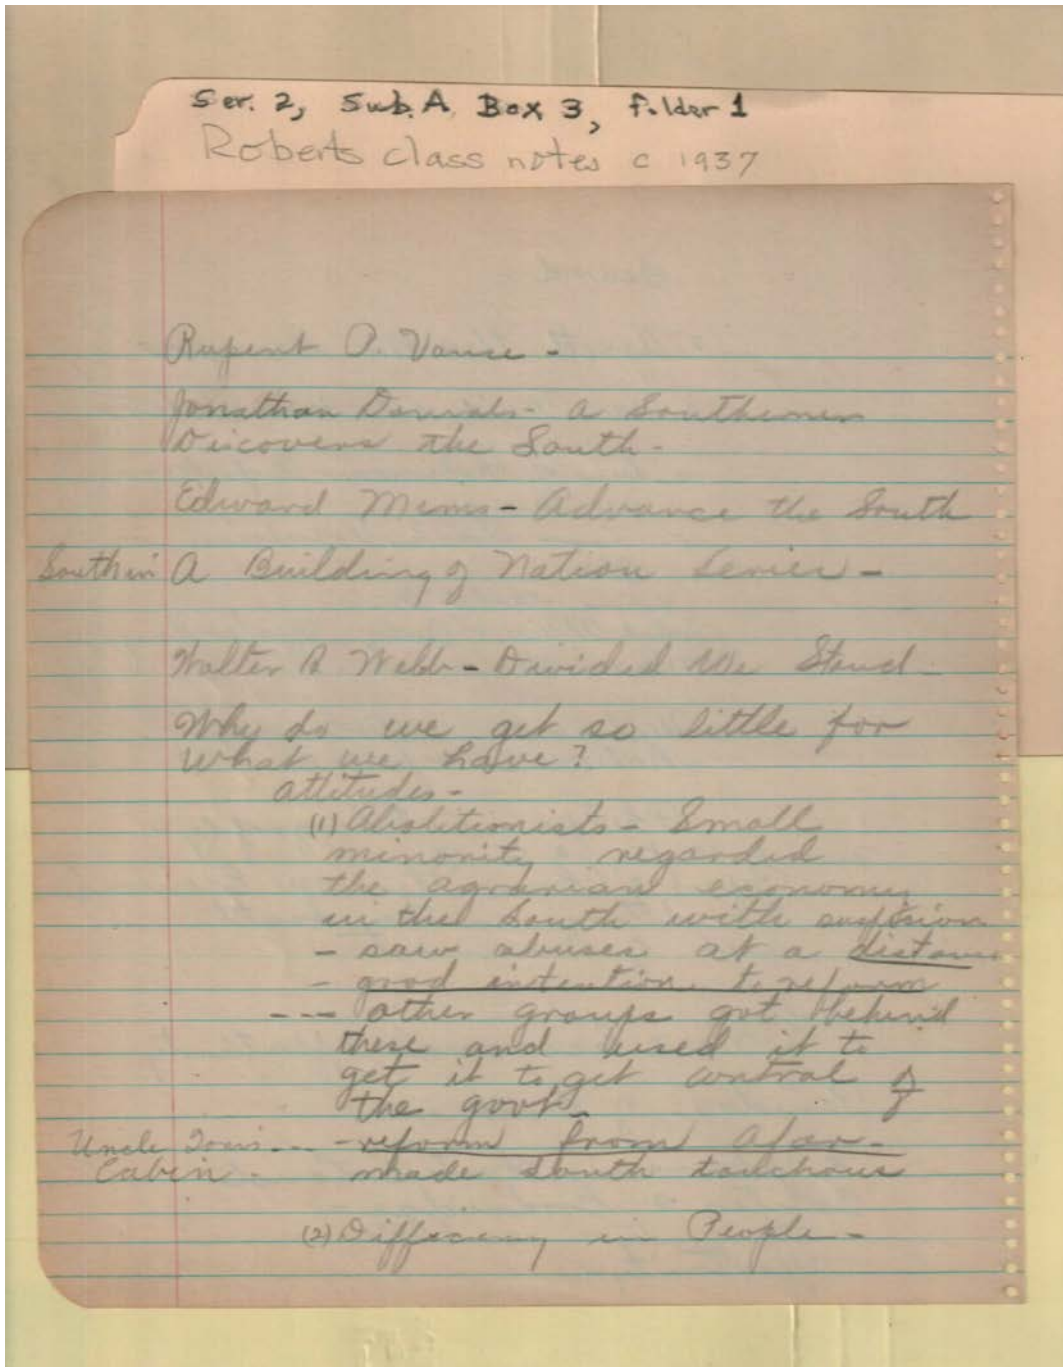 Ser. 2, Sub. A, Box 3, folder 1
Roberts class notes c 1937
Rupert P. Vance -
Jonathan Daniels - A Southerner
Discovers the South -
Edward Mims - Advance the South
South in A Building of Nation Series -
Walter P Webb - Divided We Stand
Why do we get so little for
what we have?
attitudes -
(1) Abolitionists - Small
minority regarded
the agrarian economy
in the South with
- saw abuses at a distance
- good intention to reform
--- other groups got behind
these and used it to
get it to get control of
the govt
Uncle Tom's --- - reform from afar -
Cabin - made South
(2) in People -